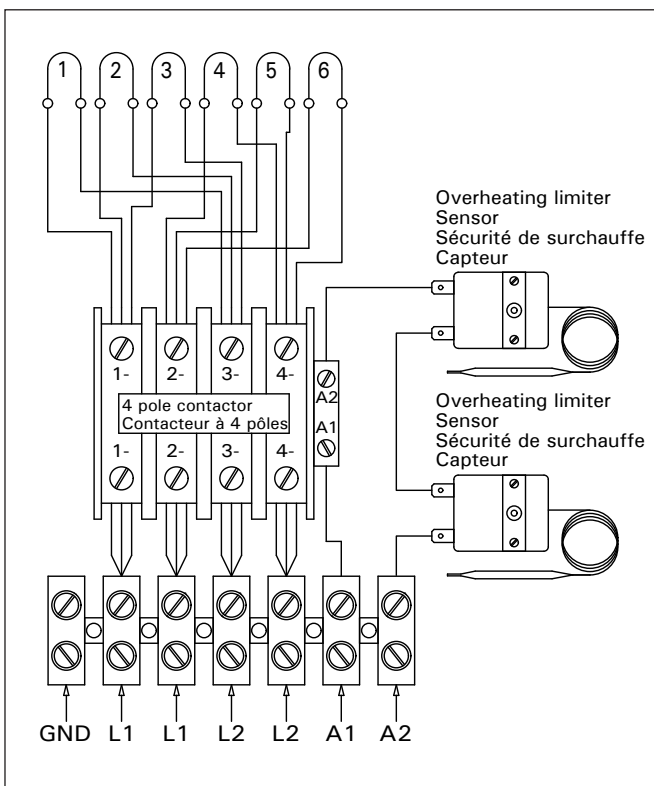 1 2 3 4 5 6
Overheating limiter
Sensor
Sécurité de surchauffe
Capteur
1- 2- 3- 4-
A2
4 pole contactor
Contacteur à 4 pôles
A1
1- 2- 3- 4-
Overheating limiter
Sensor
Sécurité de surchauffe
Capteur
GND L1 L1 L2 L2 A1 A2